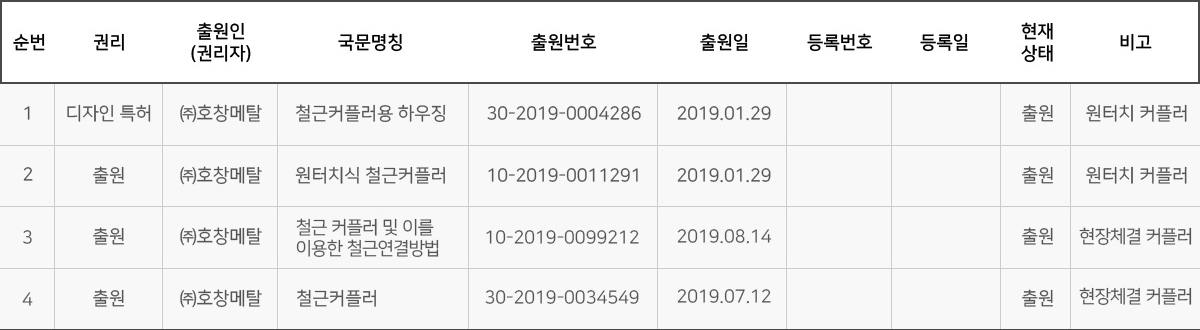 순번 권리 출원인 (권리자) 국문명칭 출원번호 출원일 등록번호 등록일 현재 상태 비고
1 디자인 특허 ㈜호창메탈 철근커플러용 하우징 30-2019-0004286 2019.01.29 출원 원터치 커플러
2 출원 ㈜호창메탈 원터치식 철근커플러 10-2019-0011291 2019.01.29 출원 원터치 커플러
3 출원 ㈜호창메탈 철근 커플러 및 이를 이용한 철근연결방법 10-2019-0099212 2019.08.14 출원 현장체결 커플러
4 출원 ㈜호창메탈 철근커플러 30-2019-0034549 2019.07.12 출원 현장체결 커플러